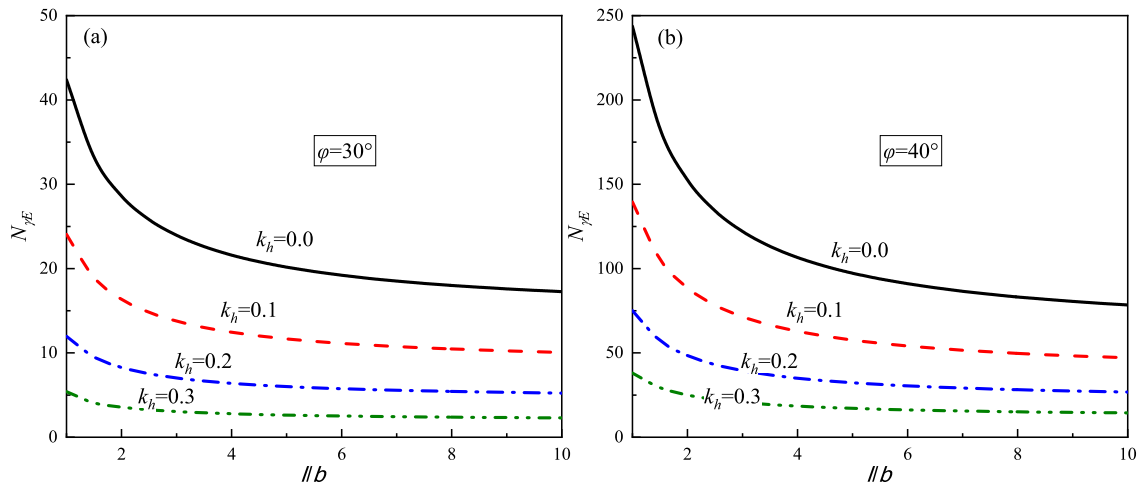 (a)
50
40
30
20
10
0
N_γE
φ=30°
k_h=0.0
k_h=0.1
k_h=0.2
k_h=0.3
2 4 6 8 10
l/b
(b)
250
200
150
100
50
0
N_γE
φ=40°
k_h=0.0
k_h=0.1
k_h=0.2
k_h=0.3
2 4 6 8 10
l/b